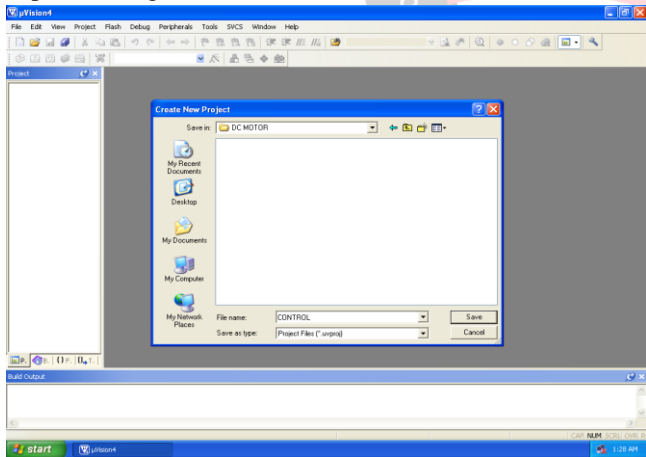 µVision4
File Edit View Project Flash Debug Peripherals Tools SVCS Window Help
Project
Create New Project
Save in: DC MOTOR
My Recent
Documents
Desktop
My Documents
My Computer
My Network
Places
File name: CONTROL Save
Save as type: Project Files (*.uvproj) Cancel
Build Output
CAP NUM SCRL OVR
start µVision4 1:28 AM